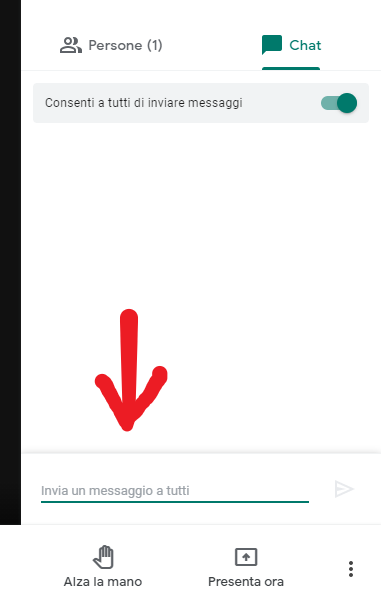 Persone (1)
Chat
Consenti a tutti di inviare messaggi
Invia un messaggio a tutti
Alza la mano
Presenta ora